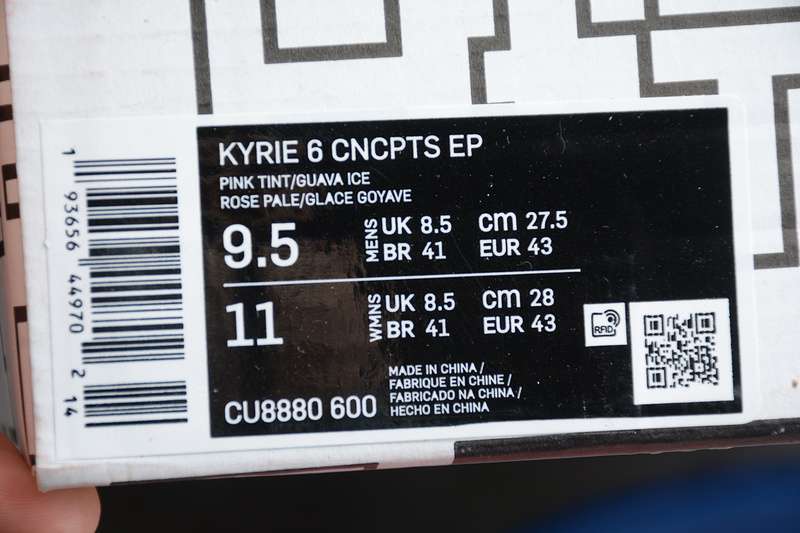 KYRIE 6 CNCPTS EP
PINK TINT/GUAVA ICE
ROSE PALE/GLACE GOYAVE
9.5 MENS UK 8.5 cm 27.5
BR 41 EUR 43
11 WMNS UK 8.5 cm 28
BR 41 EUR 43
RFID
CU8880 600
MADE IN CHINA /
FABRIQUE EN CHINE /
FABRICADO NA CHINA /
HECHO EN CHINA
1 93656 44970 2 14